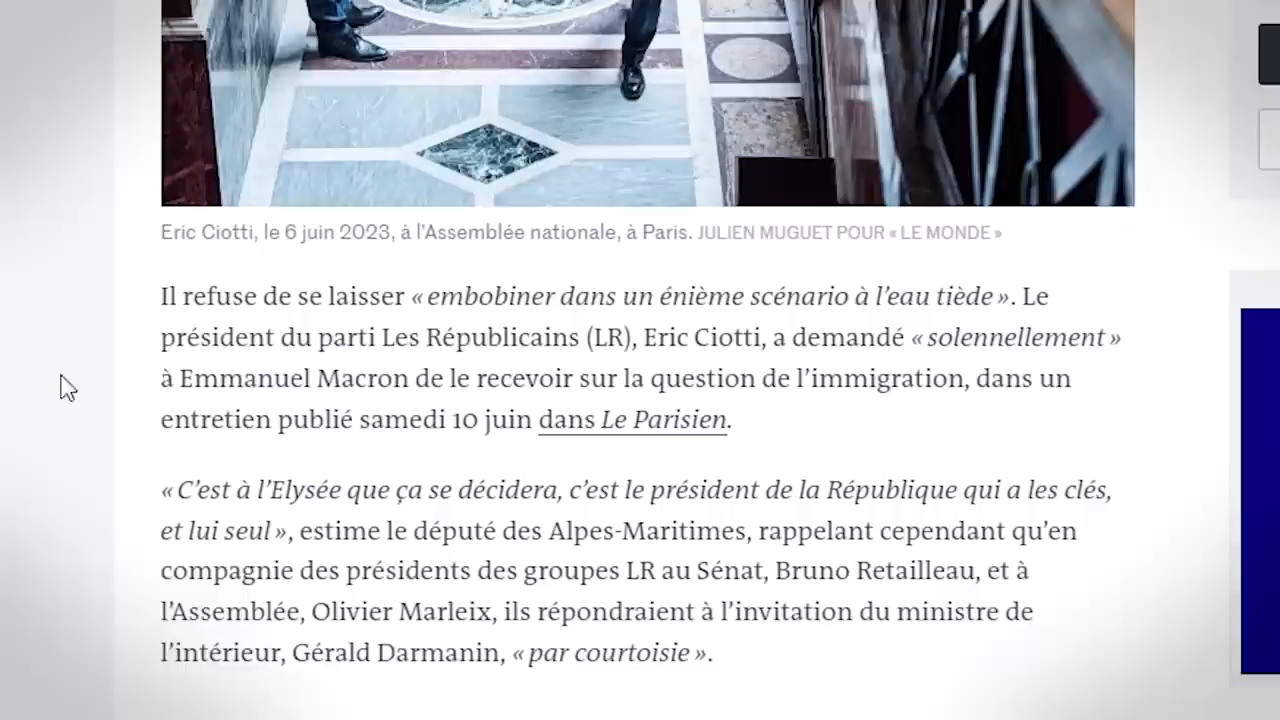 Eric Ciotti, le 6 juin 2023, à l'Assemblée nationale, à Paris. JULIEN MUGUET POUR « LE MONDE »
Il refuse de se laisser « embobiner dans un énième scénario à l’eau tiède ». Le
président du parti Les Républicains (LR), Eric Ciotti, a demandé « solennellement »
à Emmanuel Macron de le recevoir sur la question de l’immigration, dans un
entretien publié samedi 10 juin dans Le Parisien.
« C’est à l’Elysée que ça se décidera, c’est le président de la République qui a les clés,
et lui seul », estime le député des Alpes-Maritimes, rappelant cependant qu’en
compagnie des présidents des groupes LR au Sénat, Bruno Retailleau, et à
l’Assemblée, Olivier Marleix, ils répondraient à l’invitation du ministre de
l’intérieur, Gérald Darmanin, « par courtoisie ».